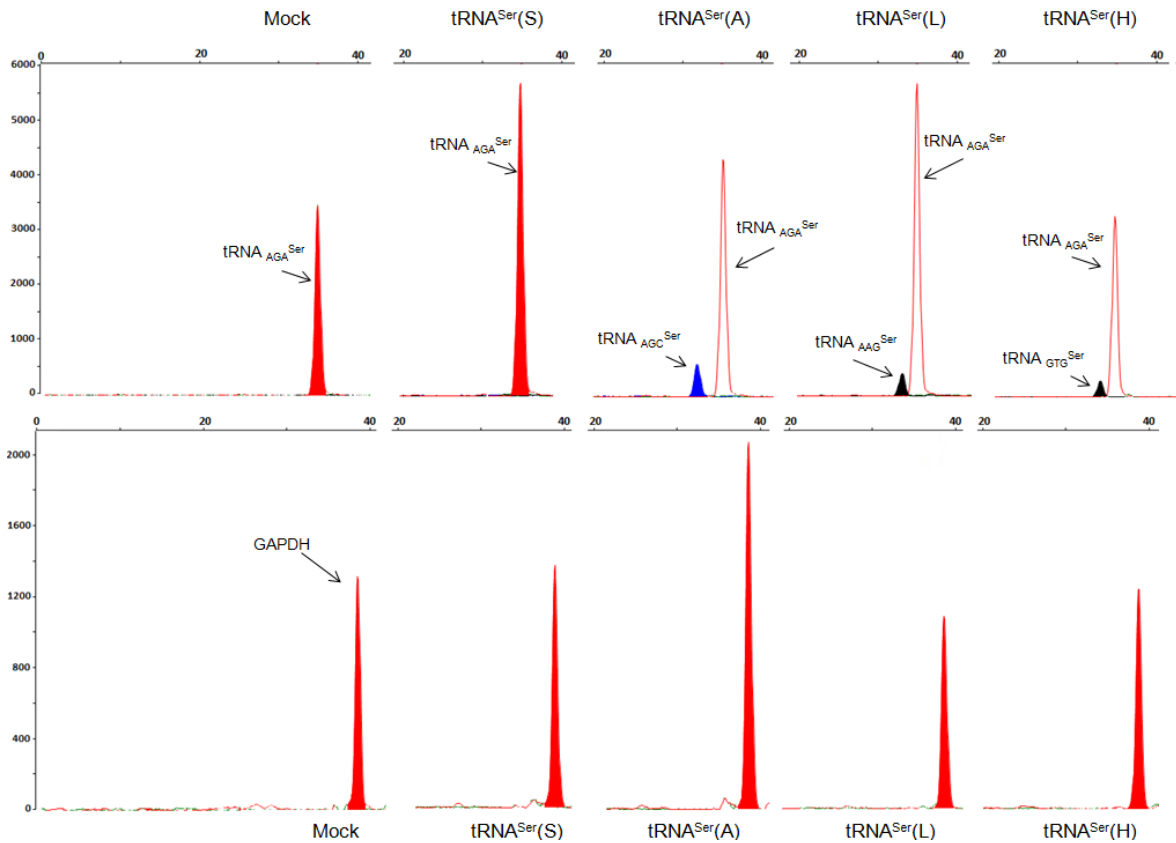 Mock tRNASer(S) tRNASer(A) tRNASer(L) tRNASer(H)
0 20 40 20 40 20 40 20 40 20 40
6000
5000
4000
3000
2000
1000
0
tRNA AGASer
tRNA AGASer
tRNA AGASer
tRNA AGCSer
tRNA AGASer
tRNA AAGSer
tRNA AGASer
tRNA GTGSer
0 20 40 20 40 20 40 20 40 20 40
2000
1600
1200
800
400
0
GAPDH
Mock tRNASer(S) tRNASer(A) tRNASer(L) tRNASer(H)